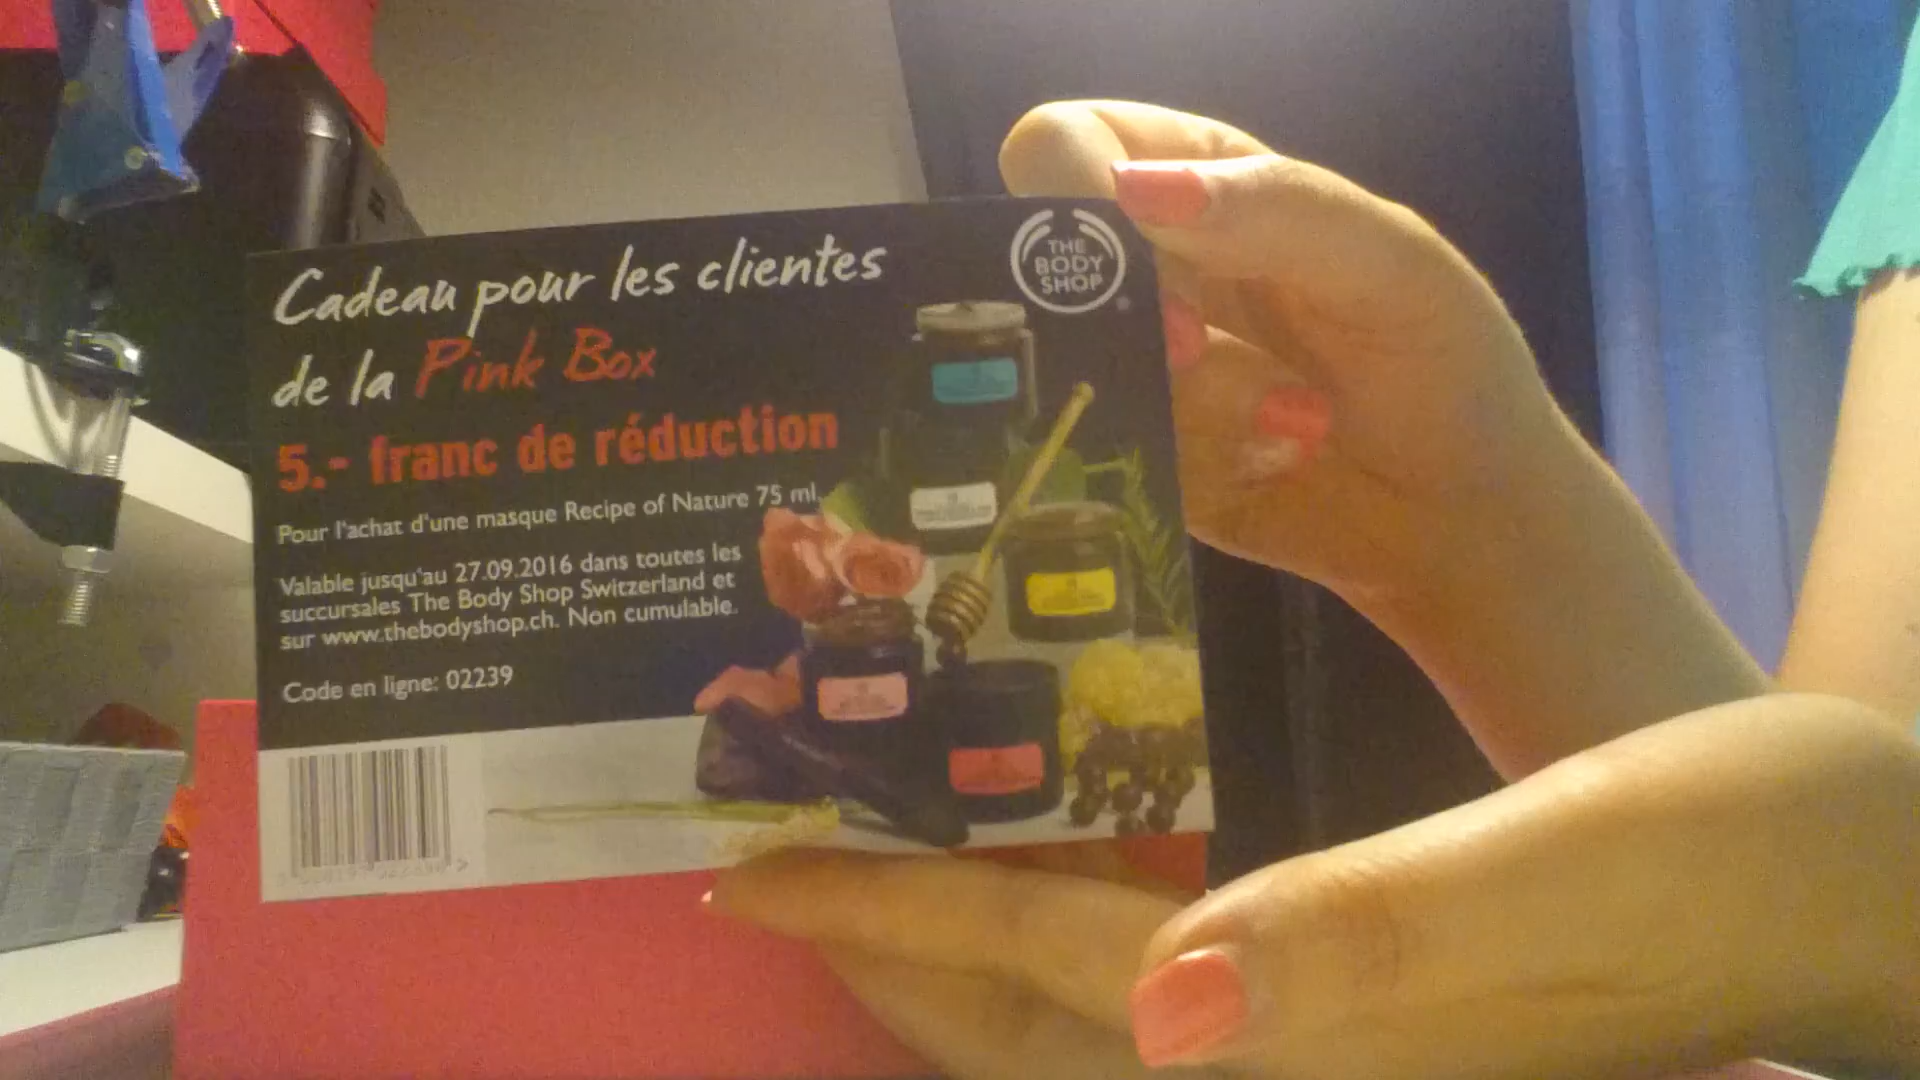 Cadeau pour les clientes
de la Pink Box
5.- franc de réduction
Pour l'achat d'une masque Recipe of Nature 75 ml.
Valable jusqu'au 27.09.2016 dans toutes les
succursales The Body Shop Switzerland et
sur www.thebodyshop.ch. Non cumulable.
Code en ligne: 02239
THE
BODY
SHOP